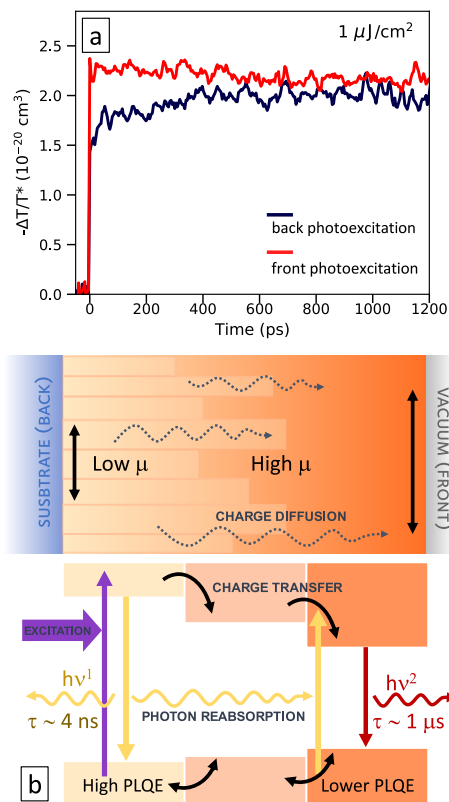 a
1 μJ/cm²
-ΔT/T* (10⁻²⁰ cm³)
2.5
2.0
1.5
1.0
0.5
0.0
back photoexcitation
front photoexcitation
0 200 400 600 800 1000 1200
Time (ps)
SUSBTRATE (BACK)
Low μ
High μ
CHARGE DIFFUSION
VACUUM (FRONT)
CHARGE TRANSFER
EXCITATION
hν¹
τ ~ 4 ns
PHOTON REABSORPTION
hν²
τ ~ 1 μs
b
High PLQE
Lower PLQE